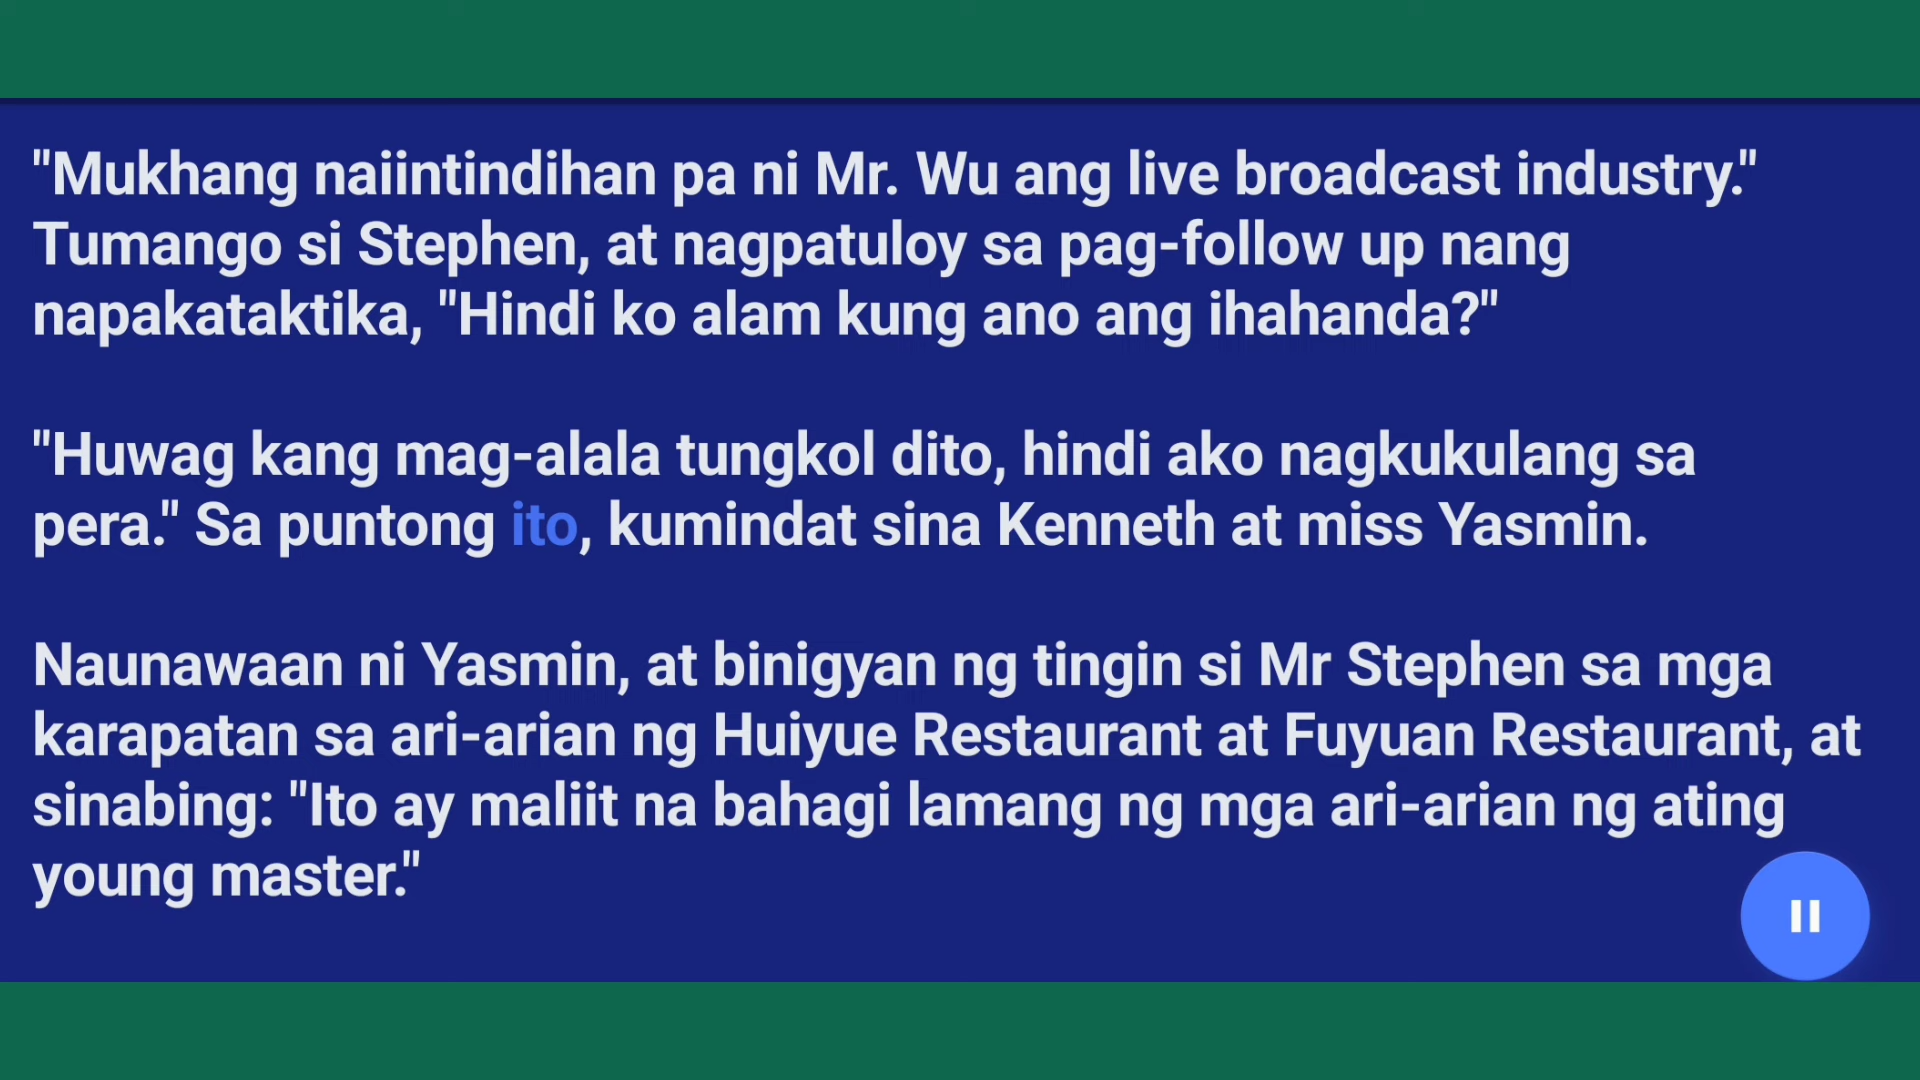 "Mukhang naiintindihan pa ni Mr. Wu ang live broadcast industry."
Tumango si Stephen, at nagpatuloy sa pag-follow up nang
napakataktika, "Hindi ko alam kung ano ang ihahanda?"
"Huwag kang mag-alala tungkol dito, hindi ako nagkukulang sa
pera." Sa puntong ito, kumindat sina Kenneth at miss Yasmin.
Naunawaan ni Yasmin, at binigyan ng tingin si Mr Stephen sa mga
karapatan sa ari-arian ng Huiyue Restaurant at Fuyuan Restaurant, at
sinabing: "Ito ay maliit na bahagi lamang ng mga ari-arian ng ating
young master."